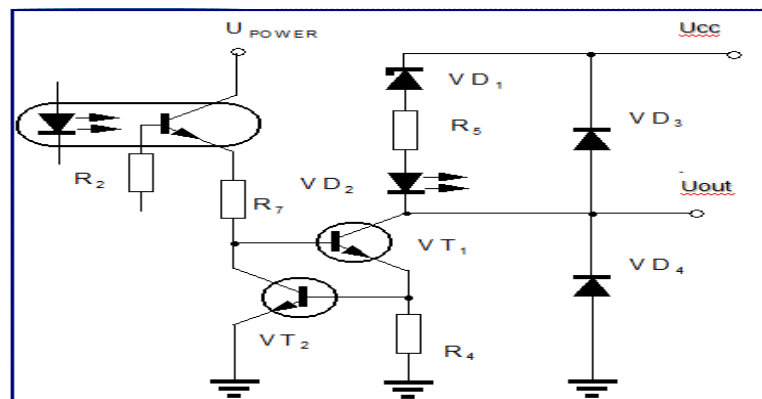 U POWER
Ucc
VD1
R5
VD3
R2
VD2
Uout
R7
VT1
VD4
VT2
R4